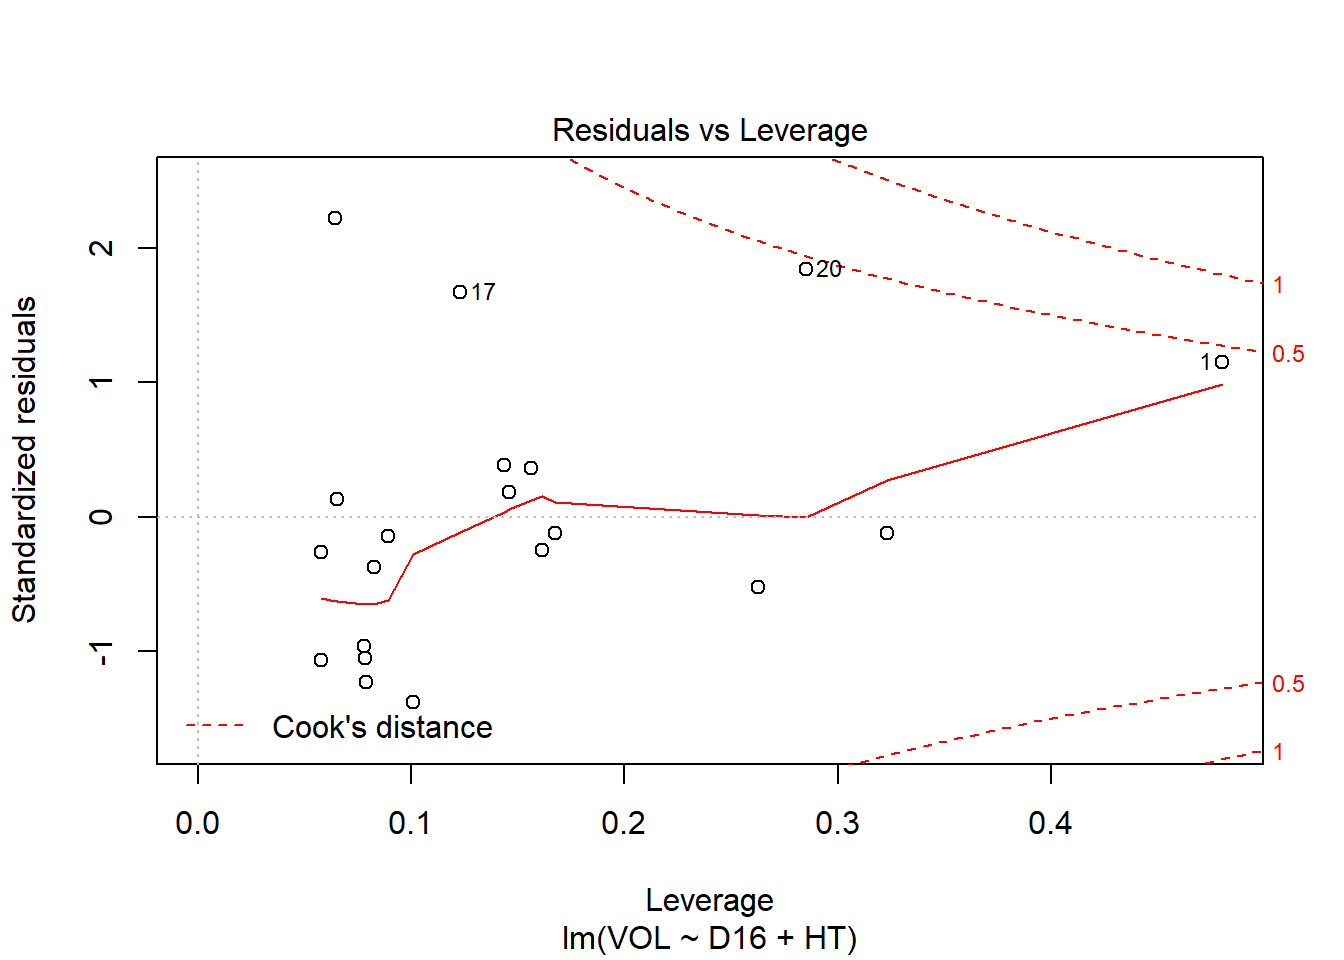 Residuals vs Leverage
Standardized residuals
2
1
0
-1
17
20
1
1
0.5
0.5
1
Cook's distance
0.0 0.1 0.2 0.3 0.4
Leverage
lm(VOL ~ D16 + HT)